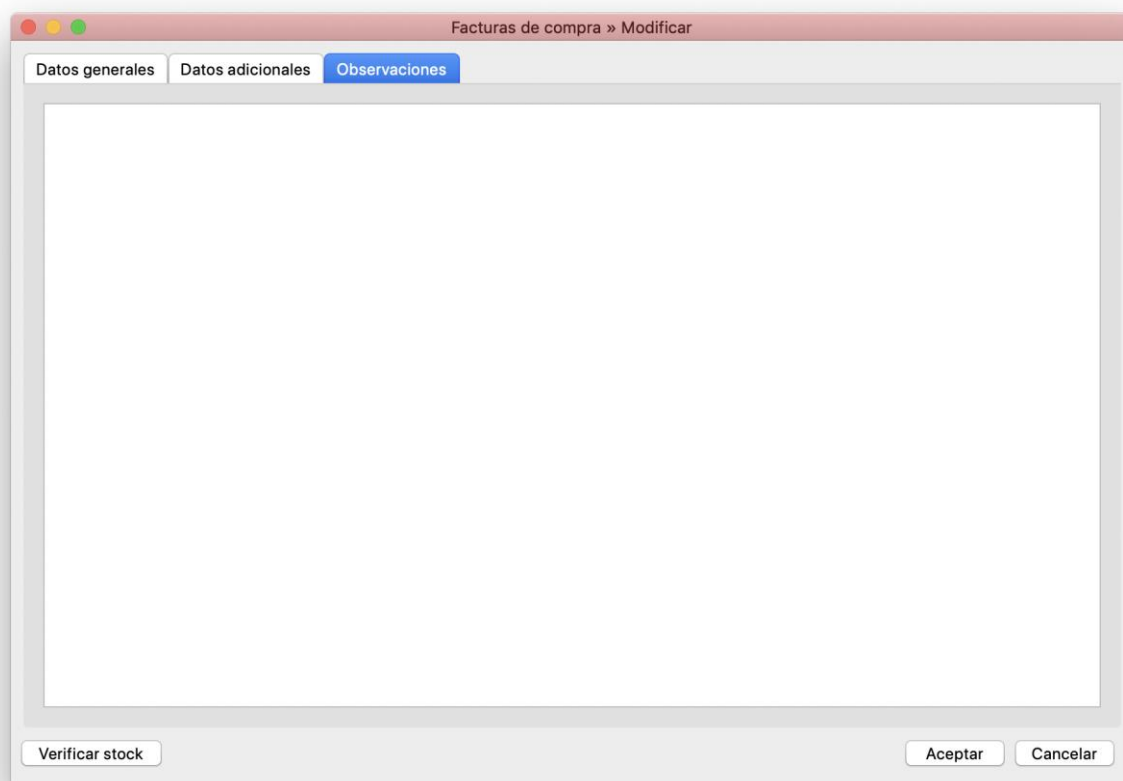 Facturas de compra » Modificar
Datos generales Datos adicionales Observaciones
Verificar stock Aceptar Cancelar